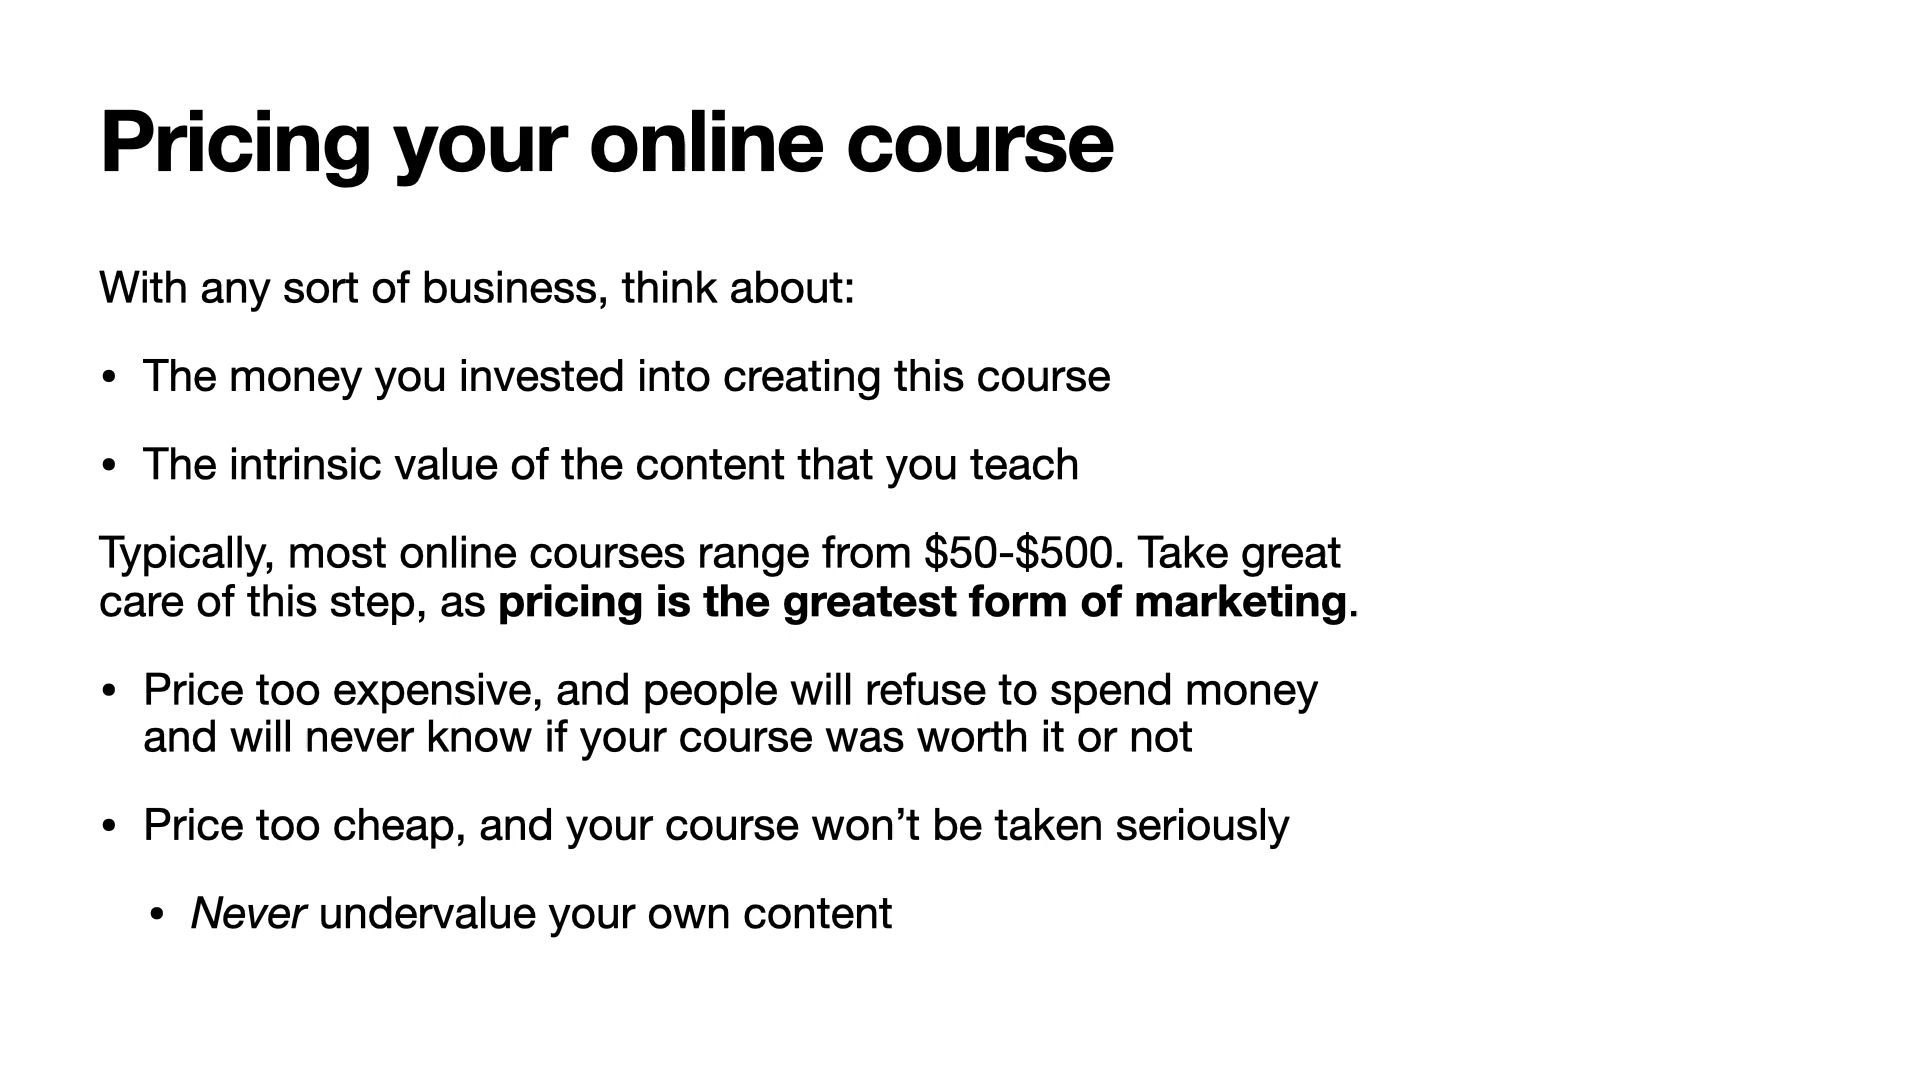 Pricing your online course
With any sort of business, think about:
• The money you invested into creating this course
• The intrinsic value of the content that you teach
Typically, most online courses range from $50-$500. Take great
care of this step, as pricing is the greatest form of marketing.
• Price too expensive, and people will refuse to spend money
and will never know if your course was worth it or not
• Price too cheap, and your course won’t be taken seriously
• Never undervalue your own content